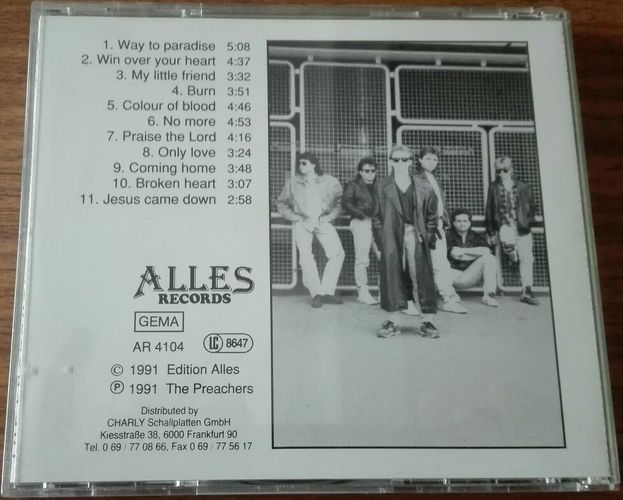 1. Way to paradise 5:08
2. Win over your heart 4:37
3. My little friend 3:32
4. Burn 3:51
5. Colour of blood 4:46
6. No more 4:53
7. Praise the Lord 4:16
8. Only love 3:24
9. Coming home 3:48
10. Broken heart 3:07
11. Jesus came down 2:58
ALLES
RECORDS
GEMA
AR 4104 LC 8647
© 1991 Edition Alles
℗ 1991 The Preachers
Distributed by
CHARLY Schallplatten GmbH
Kiesstraße 38, 6000 Frankfurt 90
Tel. 0 69 / 77 08 66, Fax 0 69 / 77 56 17